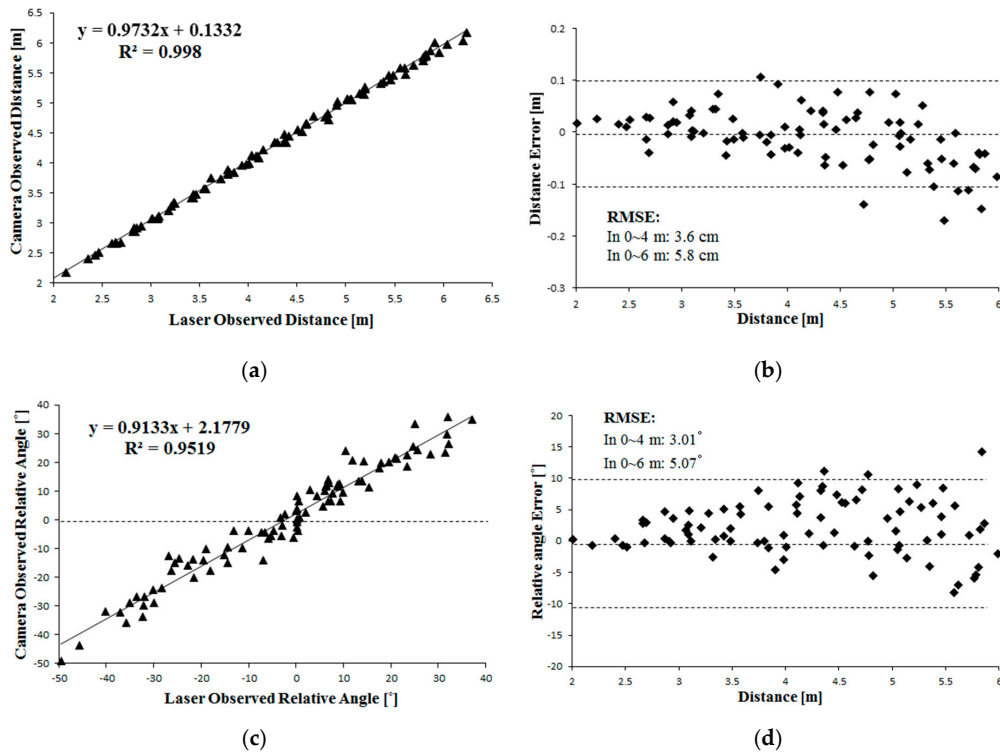 y = 0.9732x + 0.1332
R² = 0.998
Camera Observed Distance [m]
6.5
6
5.5
5
4.5
4
3.5
3
2.5
2
2 2.5 3 3.5 4 4.5 5 5.5 6 6.5
Laser Observed Distance [m]
(a)
Distance Error [m]
0.2
0.1
0
-0.1
-0.2
-0.3
RMSE:
In 0~4 m: 3.6 cm
In 0~6 m: 5.8 cm
2 2.5 3 3.5 4 4.5 5 5.5 6
Distance [m]
(b)
y = 0.9133x + 2.1779
R² = 0.9519
Camera Observed Relative Angle [°]
40
30
20
10
0
-10
-20
-30
-40
-50
-50 -40 -30 -20 -10 0 10 20 30 40
Laser Observed Relative Angle [°]
(c)
RMSE:
In 0~4 m: 3.01°
In 0~6 m: 5.07°
Relative angle Error [°]
20
15
10
5
0
-5
-10
-15
-20
2 2.5 3 3.5 4 4.5 5 5.5 6
Distance [m]
(d)